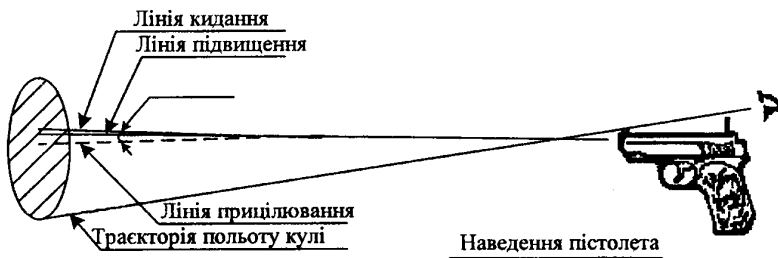 Лінія кидання
Лінія підвищення
Лінія прицілювання
Траєкторія польоту кулі
Наведення пістолета